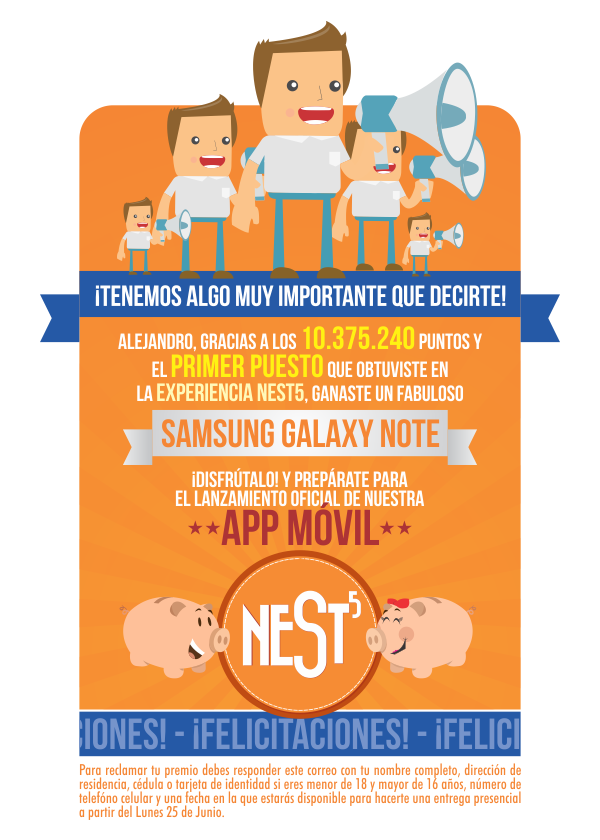 ¡TENEMOS ALGO MUY IMPORTANTE QUE DECIRTE!
ALEJANDRO, GRACIAS A LOS 10.375.240 PUNTOS Y
EL PRIMER PUESTO QUE OBTUVISTE EN
LA EXPERIENCIA NEST5, GANASTE UN FABULOSO
SAMSUNG GALAXY NOTE
¡DISFRÚTALO! Y PREPÁRATE PARA
EL LANZAMIENTO OFICIAL DE NUESTRA
★★APP MÓVIL★★
NEST5
CIONES! - ¡FELICITACIONES! - ¡FELICI
Para reclamar tu premio debes responder este correo con tu nombre completo, dirección de
residencia, cédula o tarjeta de identidad si eres menor de 18 y mayor de 16 años, número de
telefóno celular y una fecha en la que estarás disponible para hacerte una entrega presencial
a partir del Lunes 25 de Junio.